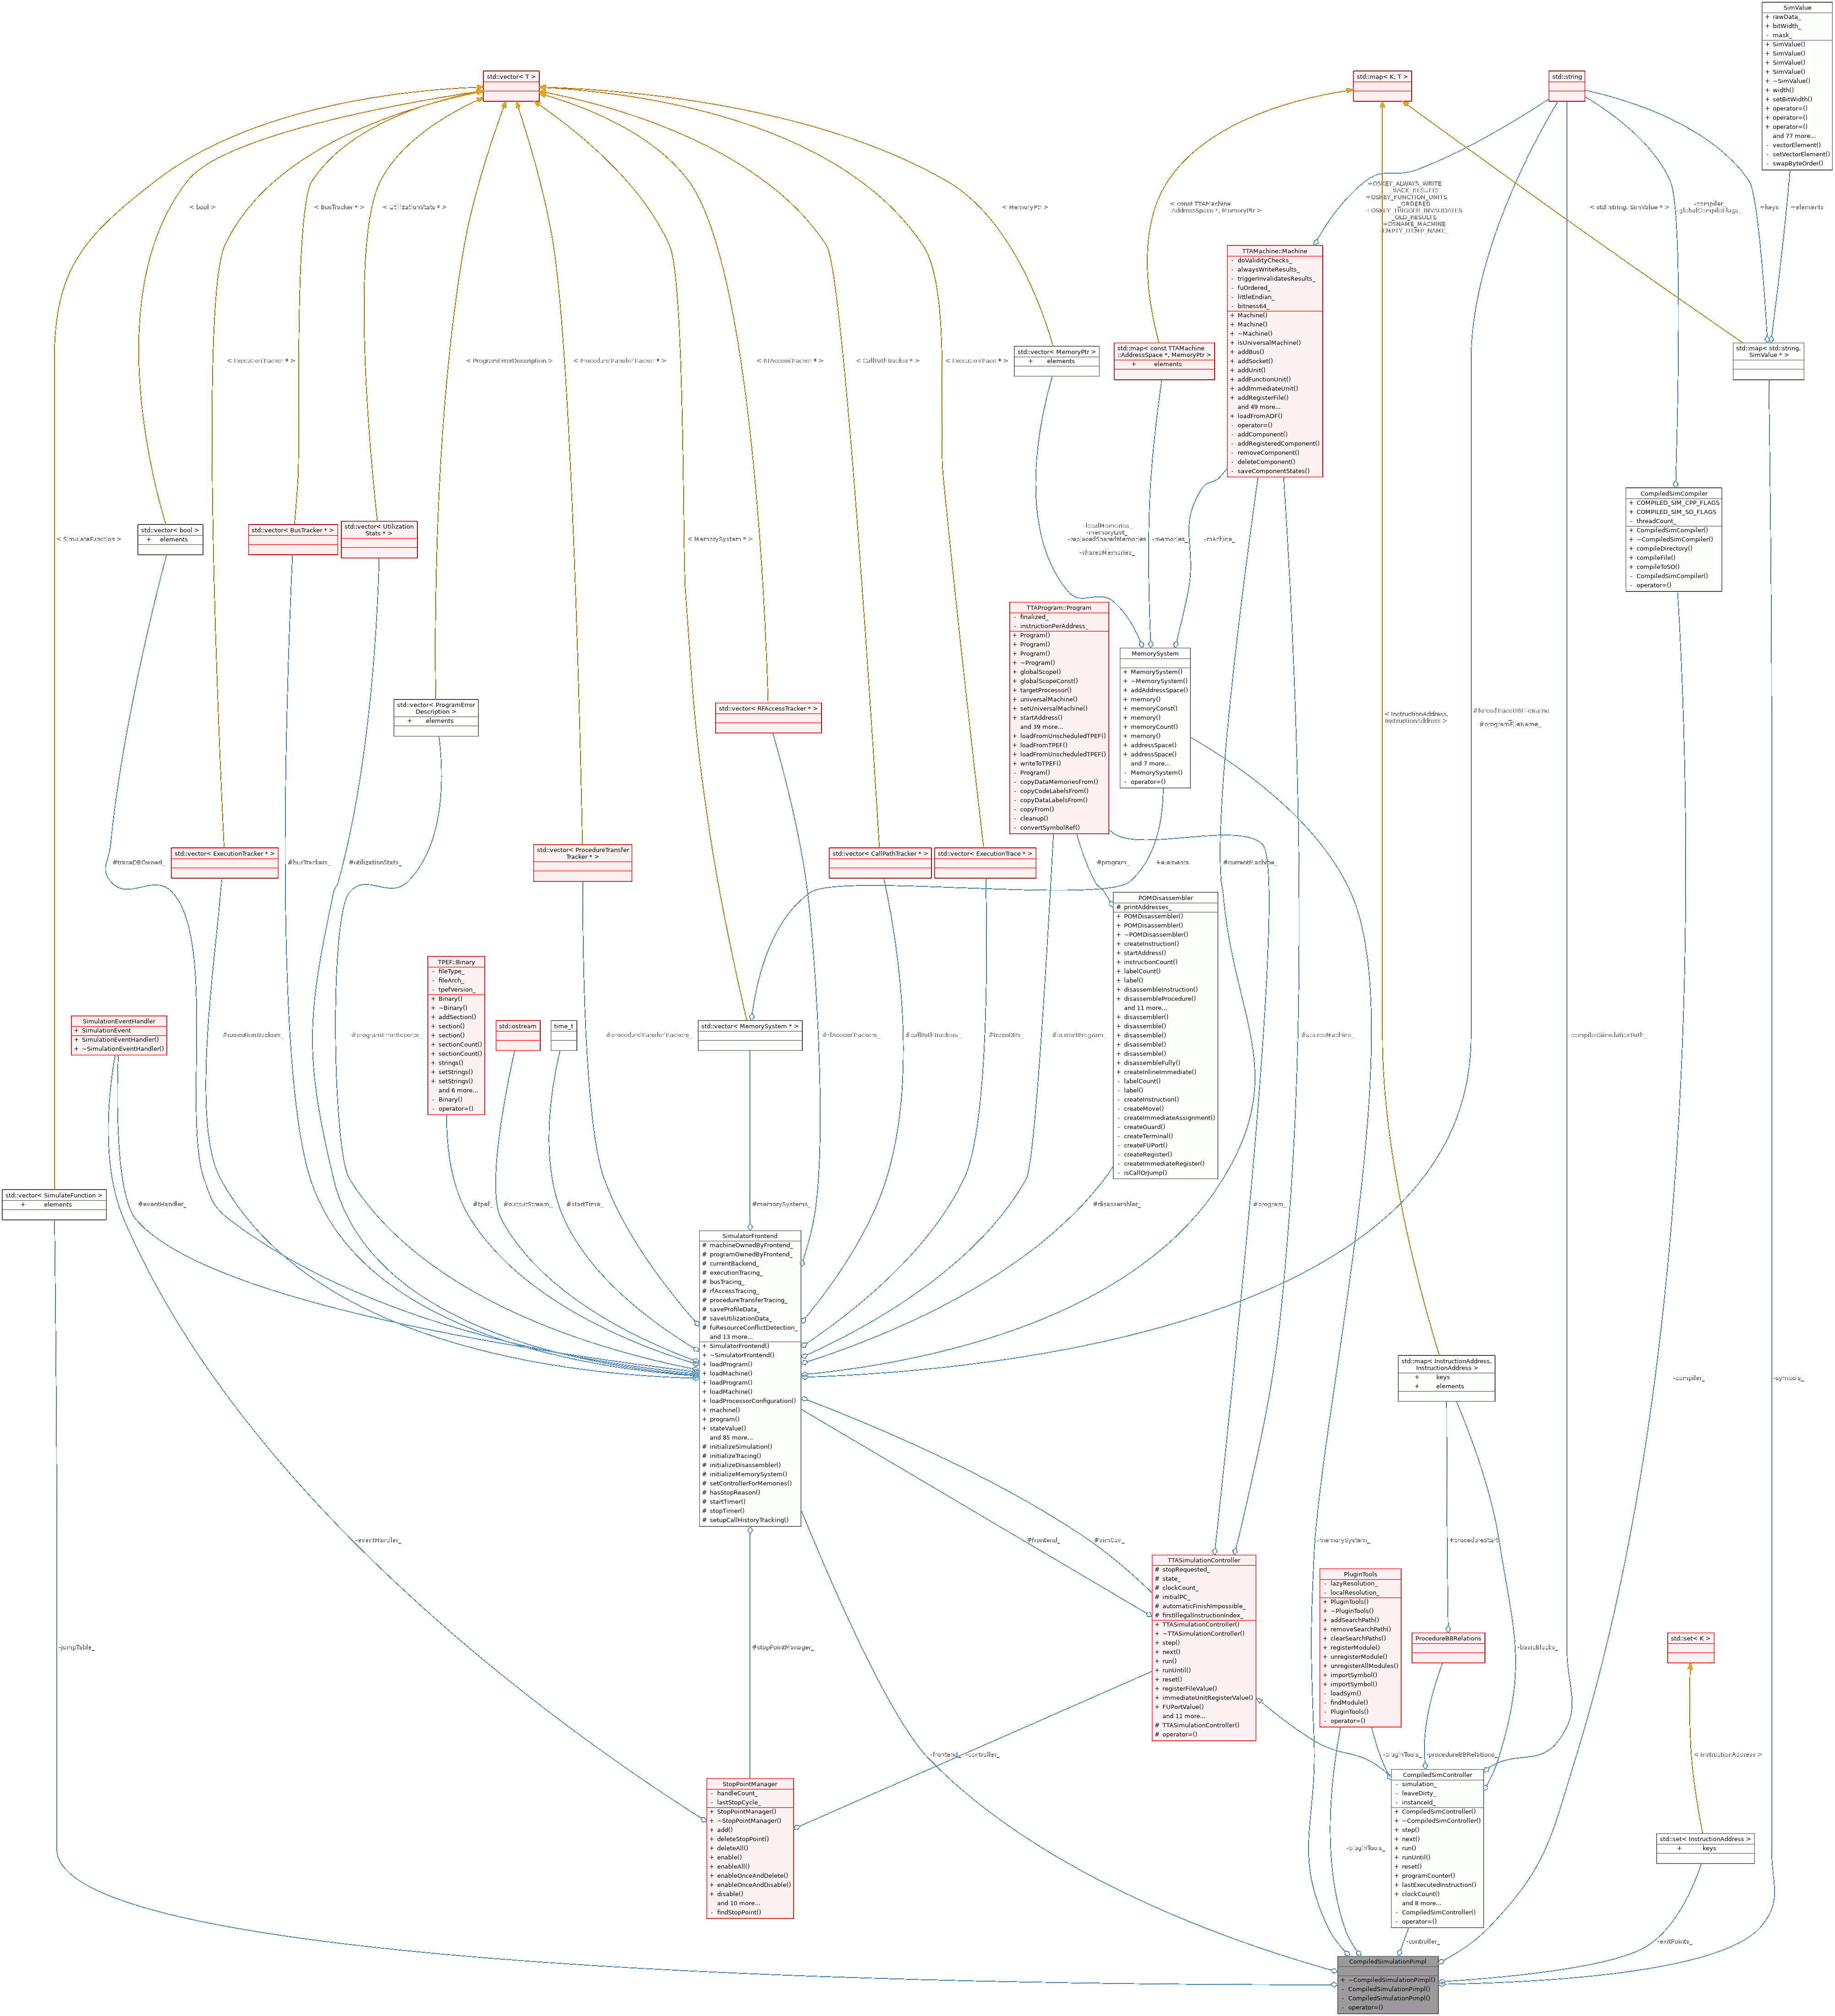 SimValue
+ rawData_
+ bitWidth_
- mask_
+ SimValue()
+ SimValue()
+ SimValue()
+ SimValue()
+ ~SimValue()
+ width()
+ setBitWidth()
+ operator=()
+ operator=()
+ operator=()
and 77 more...
- vectorElement()
- setVectorElement()
- swapByteOrder()
std::vector< T >
std::map< K, T >
std::string
+OSKEY_ALWAYS_WRITE
_BACK_RESULTS
+OSKEY_FUNCTION_UNITS
_ORDERED
+OSKEY_TRIGGER_INVALIDATES
_OLD_RESULTS
+OSNAME_MACHINE
< bool >
< BusTracker * >
< UtilizationStats * >
< MemoryPtr >
< const TTAMachine
::AddressSpace *, MemoryPtr >
< std::string, SimValue * >
-compiler_
-globalCompileFlags_
+keys
+elements
TTAMachine::Machine
- doValidityChecks_
- alwaysWriteResults_
- triggerInvalidatesResults_
- fuOrdered_
- littleEndian_
- bitness64_
+ Machine()
+ Machine()
+ ~Machine()
+ isUniversalMachine()
+ addBus()
+ addSocket()
+ addUnit()
+ addFunctionUnit()
+ addImmediateUnit()
+ addRegisterFile()
and 49 more...
+ loadFromADF()
- operator=()
- addComponent()
- addRegisteredComponent()
- removeComponent()
- deleteComponent()
- saveComponentStates()
< ExecutionTracker * >
< ProgramErrorDescription >
< ProcedureTransferTracker * >
< RFAccessTracker * >
< CallPathTracker * >
< ExecutionTrace * >
std::vector< MemoryPtr >
+ elements
std::map< const TTAMachine
::AddressSpace *, MemoryPtr >
+ elements
std::map< std::string,
SimValue * >
CompiledSimCompiler
+ COMPILED_SIM_CPP_FLAGS
+ COMPILED_SIM_SO_FLAGS
- threadCount_
+ CompiledSimCompiler()
+ ~CompiledSimCompiler()
+ compileDirectory()
+ compileFile()
+ compileToSO()
- CompiledSimCompiler()
- operator=()
< SimulateFunction >
std::vector< bool >
+ elements
std::vector< BusTracker * >
std::vector< Utilization
Stats * >
< MemorySystem * >
-localMemories_
-memoryList_
-replacedSharedMemories
_
-sharedMemories_
-memories_
-machine_
TTAProgram::Program
- finalized_
- instructionPerAddress_
+ Program()
+ Program()
+ Program()
+ ~Program()
+ globalScope()
+ globalScopeConst()
+ targetProcessor()
+ universalMachine()
+ setUniversalMachine()
+ startAddress()
and 39 more...
+ loadFromUnscheduledTPEF()
+ loadFromTPEF()
+ loadFromUnscheduledTPEF()
+ writeToTPEF()
- Program()
- copyDataMemoriesFrom()
- copyCodeLabelsFrom()
- copyDataLabelsFrom()
- copyFrom()
- cleanup()
- convertSymbolRef()
MemorySystem
+ MemorySystem()
+ ~MemorySystem()
+ addAddressSpace()
+ memory()
+ memoryConst()
+ memory()
+ memoryCount()
+ memory()
+ addressSpace()
+ addressSpace()
and 7 more...
- MemorySystem()
- operator=()
std::vector< ProgramError
Description >
+ elements
std::vector< RFAccessTracker * >
< InstructionAddress,
InstructionAddress >
#forcedTraceDBFileName
_
#programFileName_
#traceDBOwned_
std::vector< ExecutionTracker * >
#busTrackers_
#utilizationStats_
std::vector< ProcedureTransfer
Tracker * >
std::vector< CallPathTracker * >
std::vector< ExecutionTrace * >
#program_
+elements
#currentMachine_
POMDisassembler
# printAddresses_
+ POMDisassembler()
+ POMDisassembler()
+ ~POMDisassembler()
+ createInstruction()
+ startAddress()
+ instructionCount()
+ labelCount()
+ label()
+ disassembleInstruction()
+ disassembleProcedure()
and 11 more...
+ disassembler()
+ disassemble()
+ disassemble()
+ disassemble()
+ disassemble()
+ disassembleFully()
+ createInlineImmediate()
- labelCount()
- label()
- createInstruction()
- createMove()
- createImmediateAssignment()
- createGuard()
- createTerminal()
- createFUPort()
- createRegister()
- createImmediateRegister()
- isCallOrJump()
TPEF::Binary
- fileType_
- fileArch_
- tpefVersion_
+ Binary()
+ ~Binary()
+ addSection()
+ section()
+ section()
+ sectionCount()
+ sectionCount()
+ strings()
+ setStrings()
+ setStrings()
and 6 more...
- Binary()
- operator=()
SimulationEventHandler
+ SimulationEvent
+ SimulationEventHandler()
+ ~SimulationEventHandler()
std::ostream
time_t
std::vector< MemorySystem * >
#executionTrackers_
#programErrorReports_
#procedureTransferTrackers_
#rfAccessTrackers_
#callPathTrackers_
#traceDBs_
#currentProgram_
#sourceMachine_
-compiledSimulationPath_
std::vector< SimulateFunction >
+ elements
#eventHandler_
#tpef_
#outputStream_
#startTime_
#memorySystems_
#disassembler_
#program_
SimulatorFrontend
# machineOwnedByFrontend_
# programOwnedByFrontend_
# currentBackend_
# executionTracing_
# busTracing_
# rfAccessTracing_
# procedureTransferTracing_
# saveProfileData_
# saveUtilizationData_
# fuResourceConflictDetection_
and 13 more...
+ SimulatorFrontend()
+ ~SimulatorFrontend()
+ loadProgram()
+ loadMachine()
+ loadProgram()
+ loadMachine()
+ loadProcessorConfiguration()
+ machine()
+ program()
+ stateValue()
and 85 more...
# initializeSimulation()
# initializeTracing()
# initializeDisassembler()
# initializeMemorySystem()
# setControllerForMemories()
# hasStopReason()
# startTimer()
# stopTimer()
# setupCallHistoryTracking()
std::map< InstructionAddress,
InstructionAddress >
+ keys
+ elements
-compiler_
-symbols_
-eventHandler_
#frontend_
#simCon_
-memorySystem_
+procedureStart
TTASimulationController
# stopRequested_
# state_
# clockCount_
# initialPC_
# automaticFinishImpossible_
# firstIllegalInstructionIndex_
+ TTASimulationController()
+ ~TTASimulationController()
+ step()
+ next()
+ run()
+ runUntil()
+ reset()
+ registerFileValue()
+ immediateUnitRegisterValue()
+ FUPortValue()
and 11 more...
# TTASimulationController()
# operator=()
PluginTools
- lazyResolution_
- localResolution_
+ PluginTools()
+ ~PluginTools()
+ addSearchPath()
+ removeSearchPath()
+ clearSearchPaths()
+ registerModule()
+ unregisterModule()
+ unregisterAllModules()
+ importSymbol()
+ importSymbol()
- loadSym()
- findModule()
- PluginTools()
- operator=()
-jumpTable_
#stopPointManager_
ProcedureBBRelations
-basicBlocks_
std::set< K >
-frontend_
-controller_
-pluginTools_
-procedureBBRelations_
< InstructionAddress >
StopPointManager
- handleCount_
- lastStopCycle_
+ StopPointManager()
+ ~StopPointManager()
+ add()
+ deleteStopPoint()
+ deleteAll()
+ enable()
+ enableAll()
+ enableOnceAndDelete()
+ enableOnceAndDisable()
+ disable()
and 10 more...
- findStopPoint()
CompiledSimController
- simulation_
- leaveDirty_
- instanceId_
+ CompiledSimController()
+ ~CompiledSimController()
+ step()
+ next()
+ run()
+ runUntil()
+ reset()
+ programCounter()
+ lastExecutedInstruction()
+ clockCount()
and 8 more...
- CompiledSimController()
- operator=()
-pluginTools_
std::set< InstructionAddress >
+ keys
-controller_
-exitPoints_
CompiledSimulationPimpl
+ ~CompiledSimulationPimpl()
- CompiledSimulationPimpl()
- CompiledSimulationPimpl()
- operator=()